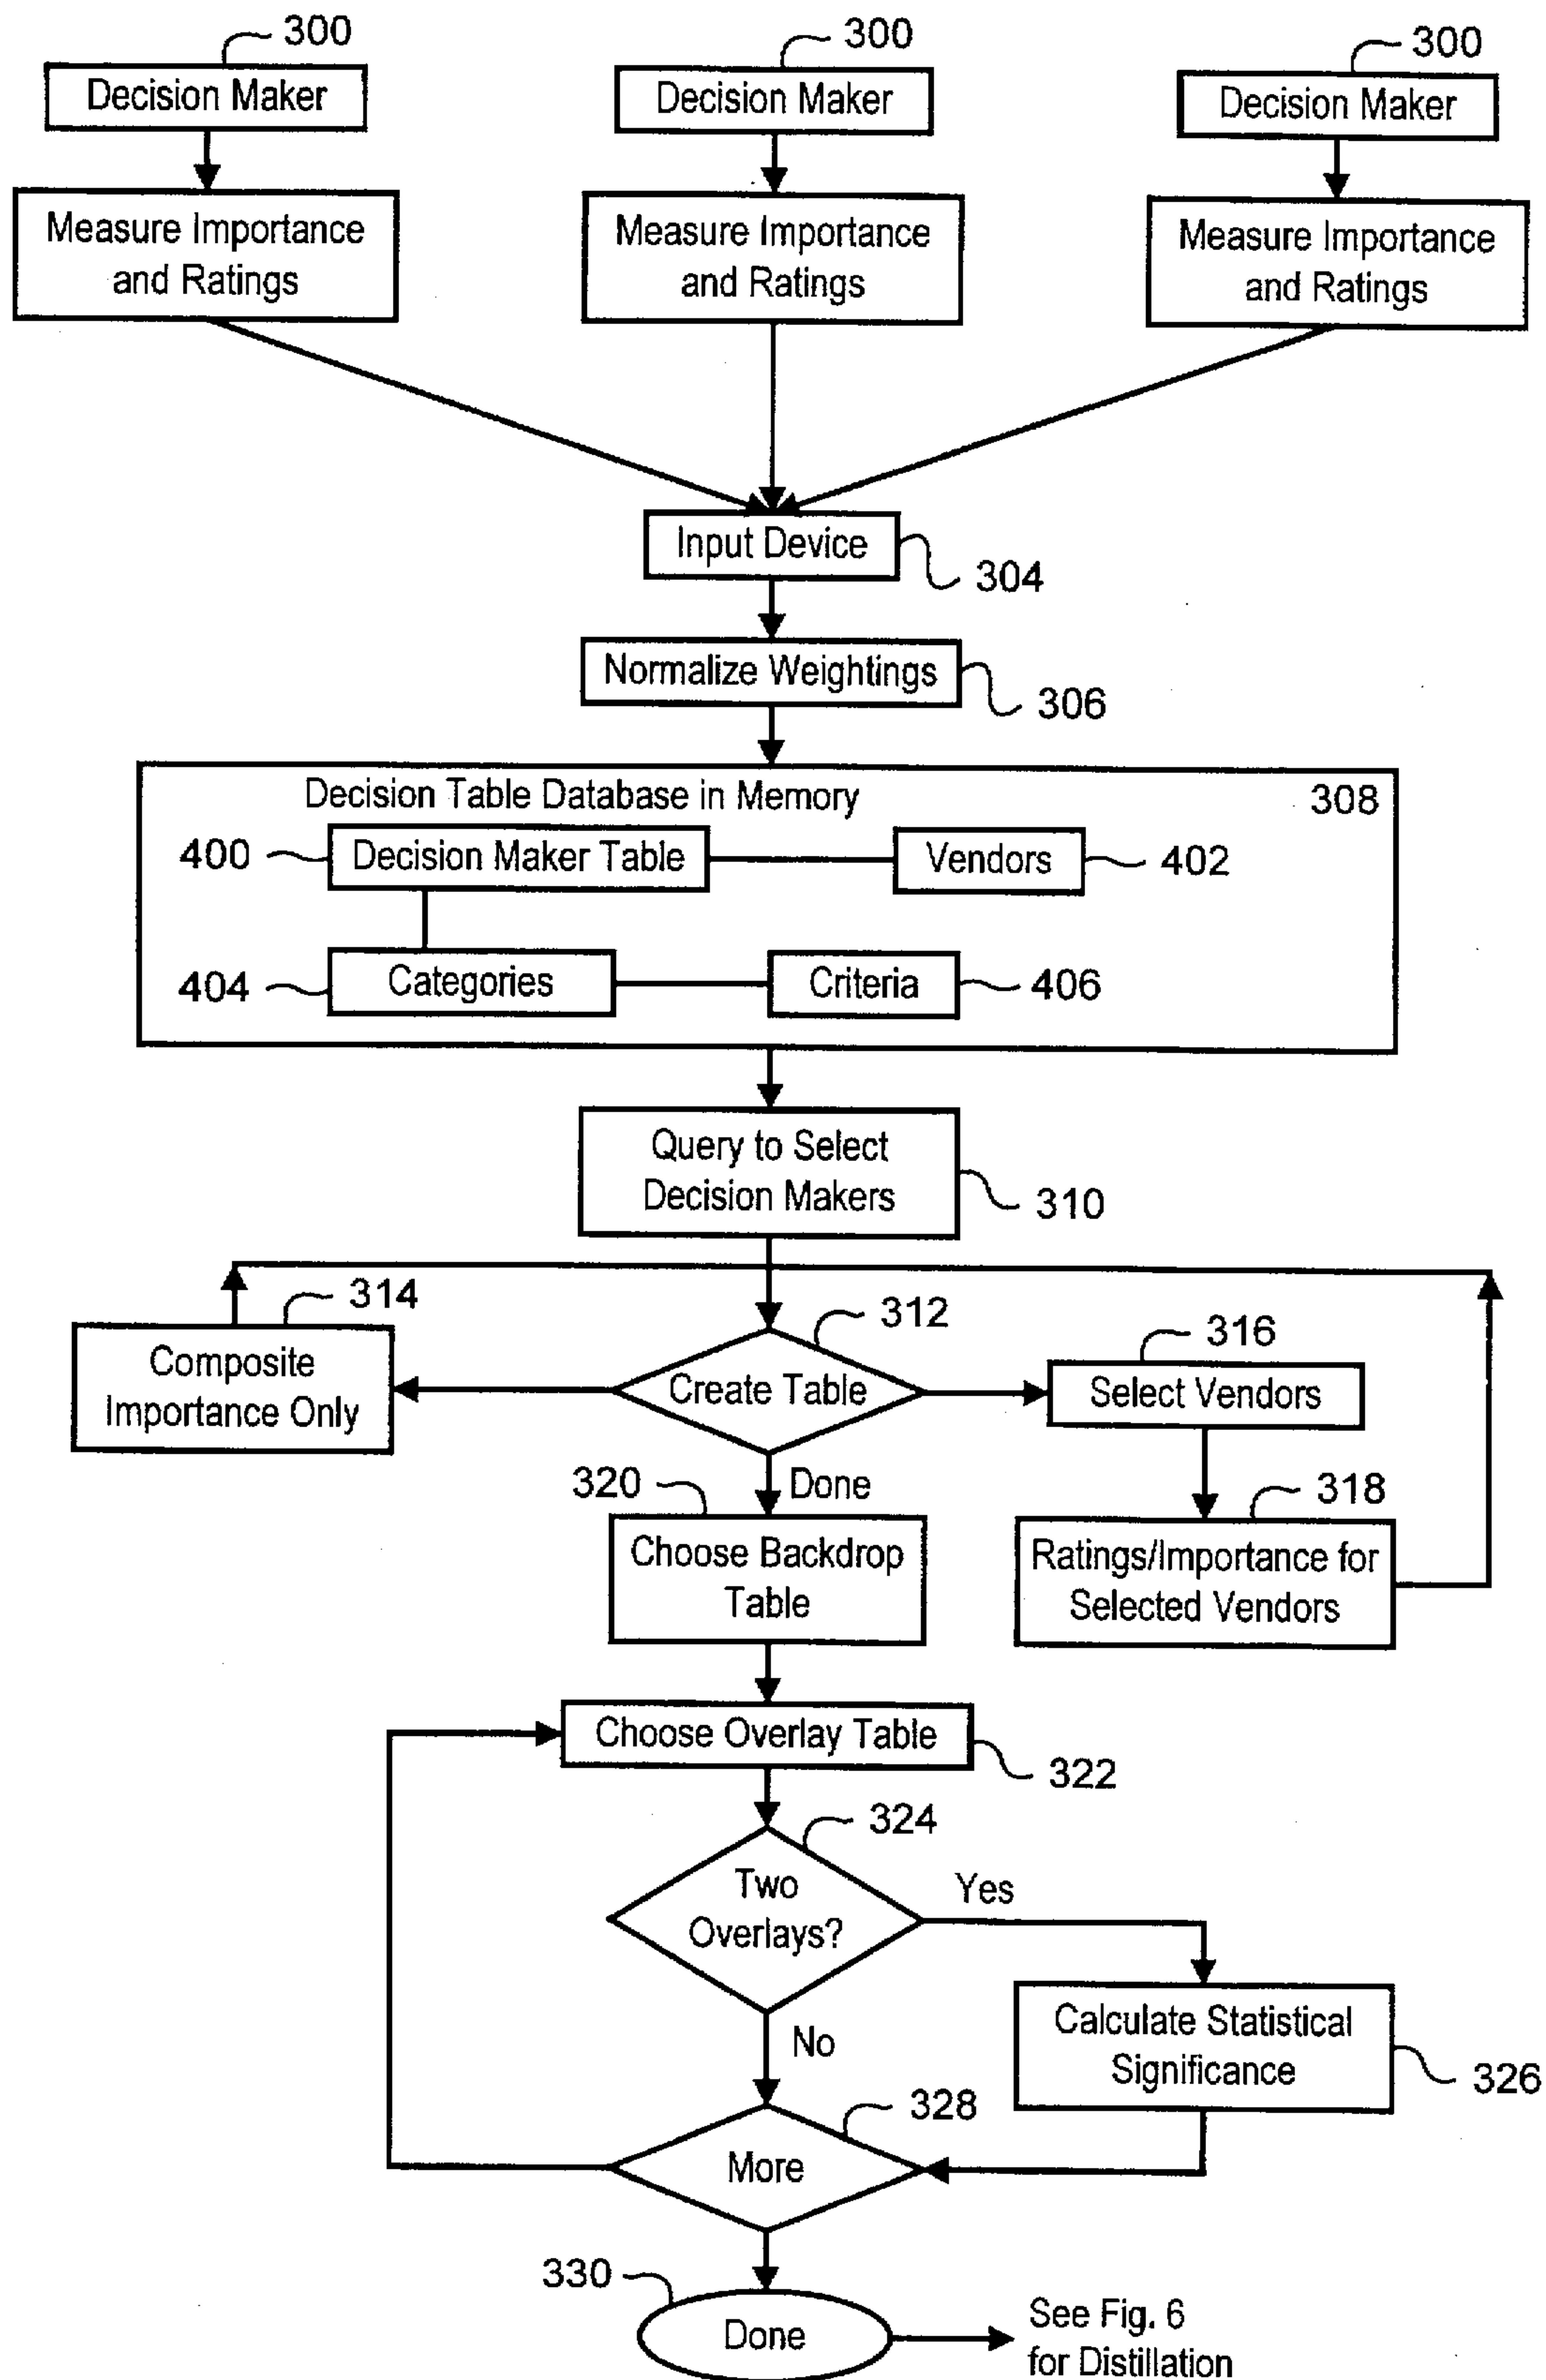 300
300
300
Decision Maker
Decision Maker
Decision Maker
Measure Importance
and Ratings
Measure Importance
and Ratings
Measure Importance
and Ratings
Input Device
304
Normalize Weightings
306
Decision Table Database in Memory
308
400
Decision Maker Table
Vendors
402
404
Categories
Criteria
406
Query to Select
Decision Makers
310
314
312
316
Composite
Importance Only
Create Table
Select Vendors
320
Done
318
Choose Backdrop
Table
Ratings/Importance for
Selected Vendors
Choose Overlay Table
322
324
Two
Overlays?
Yes
No
Calculate Statistical
Significance
326
328
More
330
Done
See Fig. 6
for Distillation